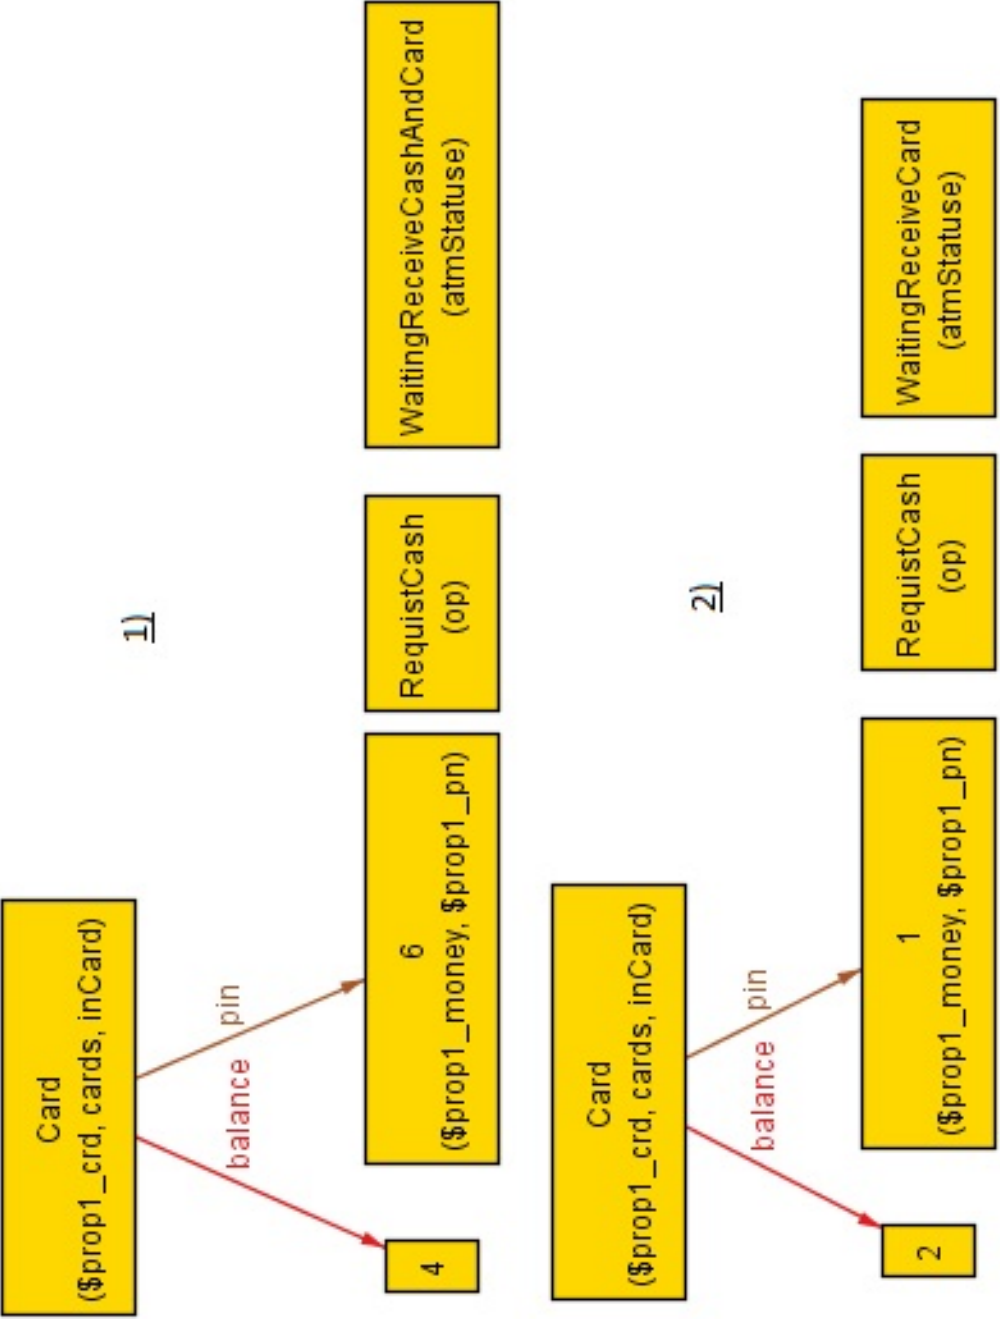 1)
Card
($prop1_crd, cards, inCard)
balance
pin
4
6
($prop1_money, $prop1_pn)
RequistCash
(op)
WaitingReceiveCashAndCard
(atmStatuse)
2)
Card
($prop1_crd, cards, inCard)
balance
pin
2
1
($prop1_money, $prop1_pn)
RequistCash
(op)
WaitingReceiveCard
(atmStatuse)